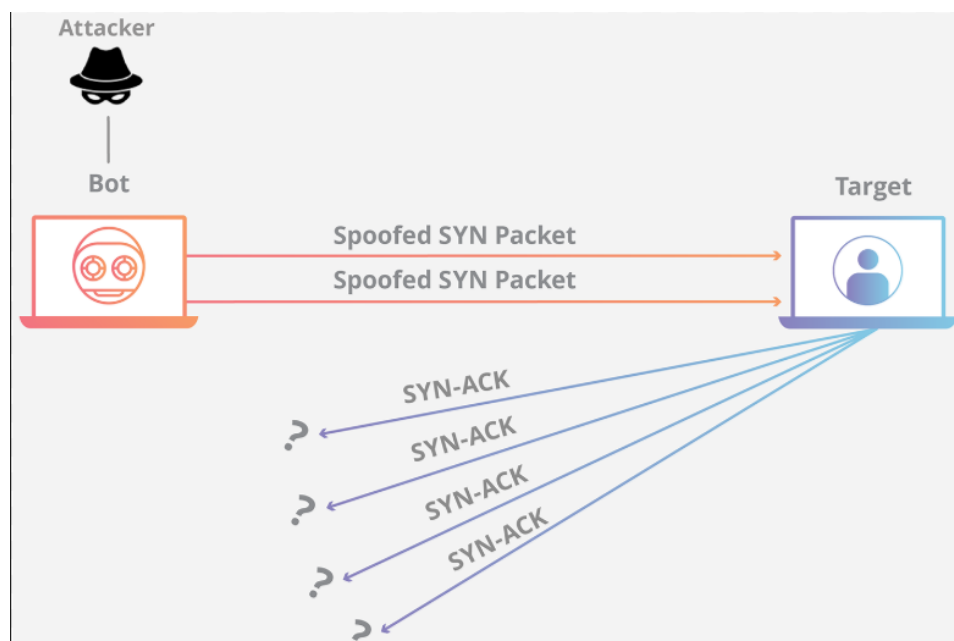 Attacker
Bot
Target
Spoofed SYN Packet
Spoofed SYN Packet
SYN-ACK
?
SYN-ACK
?
SYN-ACK
?
SYN-ACK
?